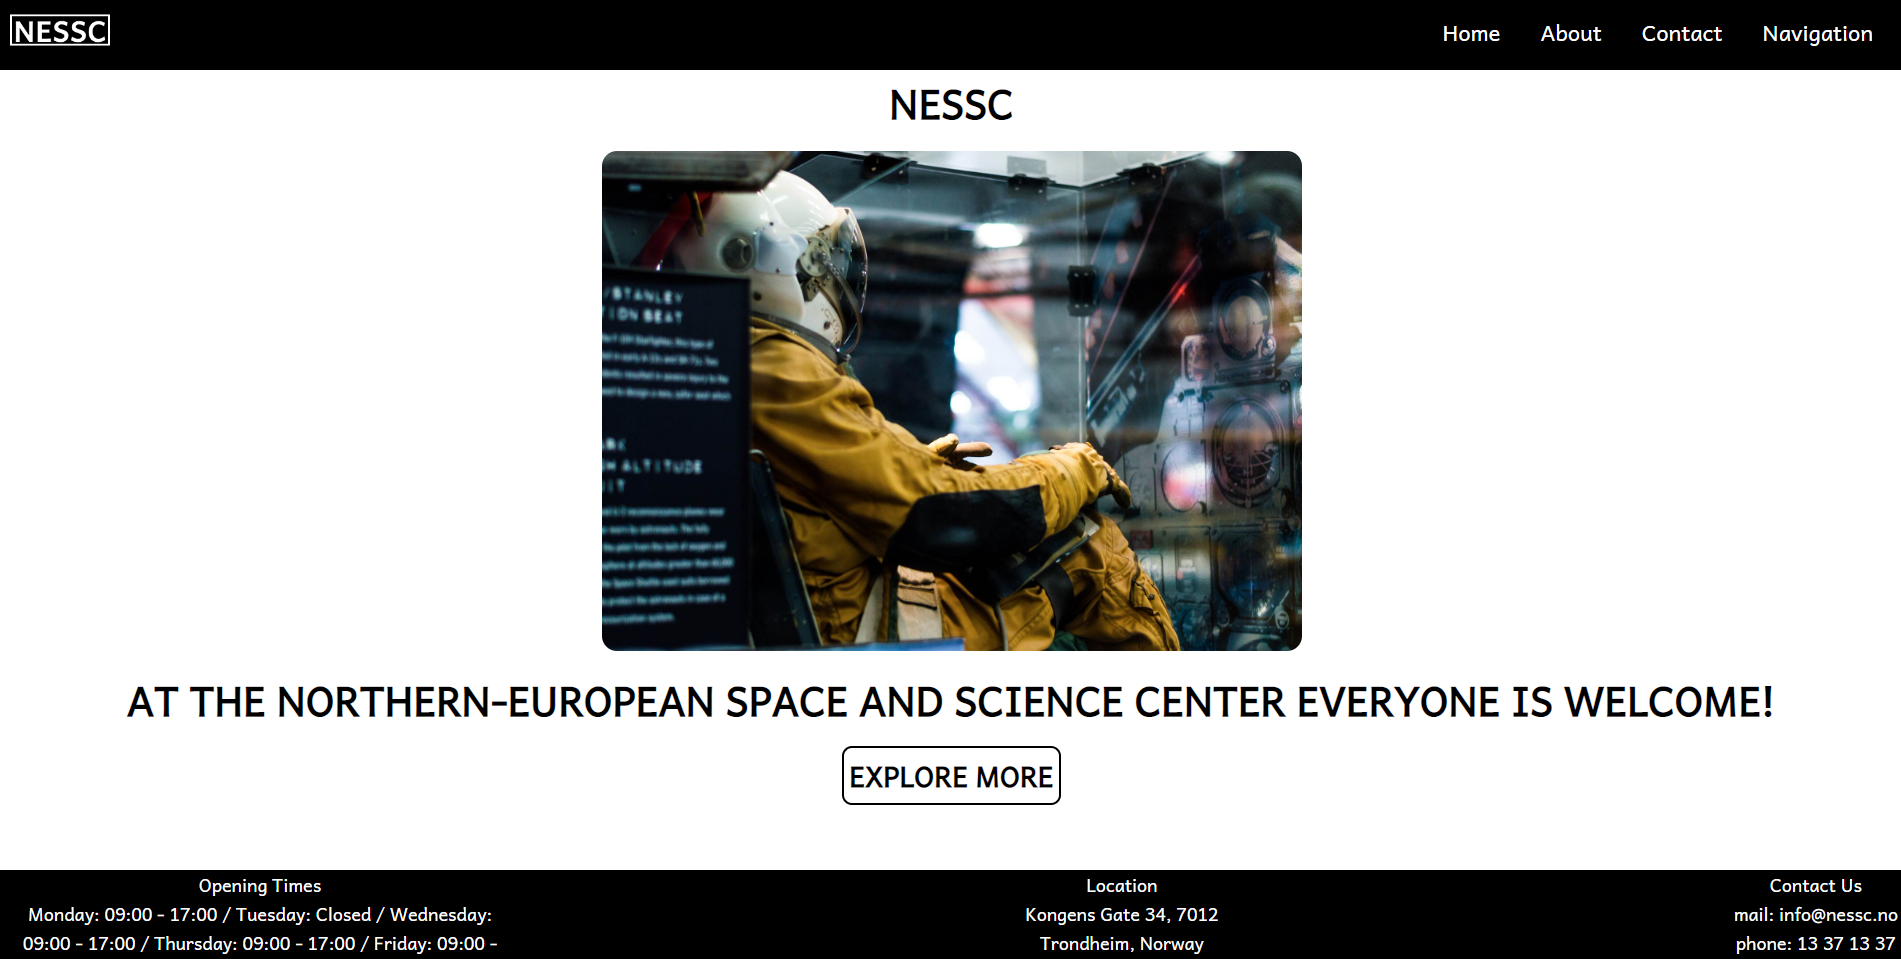 NESSC
Home About Contact Navigation
NESSC
/STANLEY
TION SEAT
ALTITUDE
AT THE NORTHERN-EUROPEAN SPACE AND SCIENCE CENTER EVERYONE IS WELCOME!
EXPLORE MORE
Opening Times
Monday: 09:00 - 17:00 / Tuesday: Closed / Wednesday:
09:00 - 17:00 / Thursday: 09:00 - 17:00 / Friday: 09:00 -
Location
Kongens Gate 34, 7012
Trondheim, Norway
Contact Us
mail: info@nessc.no
phone: 13 37 13 37